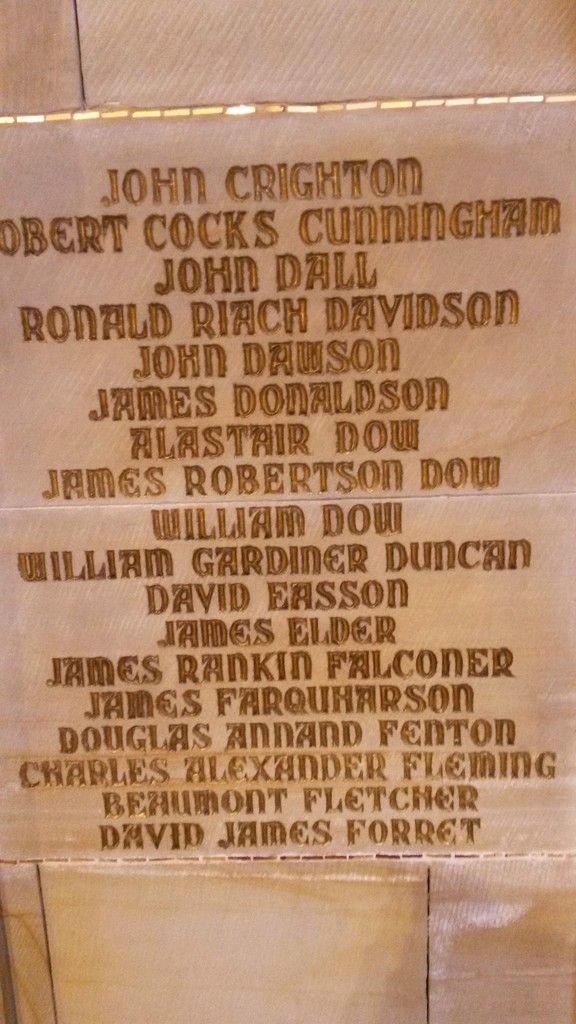 JOHN CRIGHTON
OBERT COCKS CUNNINGHAM
JOHN DALL
RONALD RIACH DAVIDSON
JOHN DAWSON
JAMES DONALDSON
ALASTAIR DOW
JAMES ROBERTSON DOW
WILLIAM DOW
WILLIAM GARDINER DUNCAN
DAVID EASSON
JAMES ELDER
JAMES RANKIN FALCONER
JAMES FARQUHARSON
DOUGLAS ANNAND FENTON
CHARLES ALEXANDER FLEMING
BEAUMONT FLETCHER
DAVID JAMES FORRET